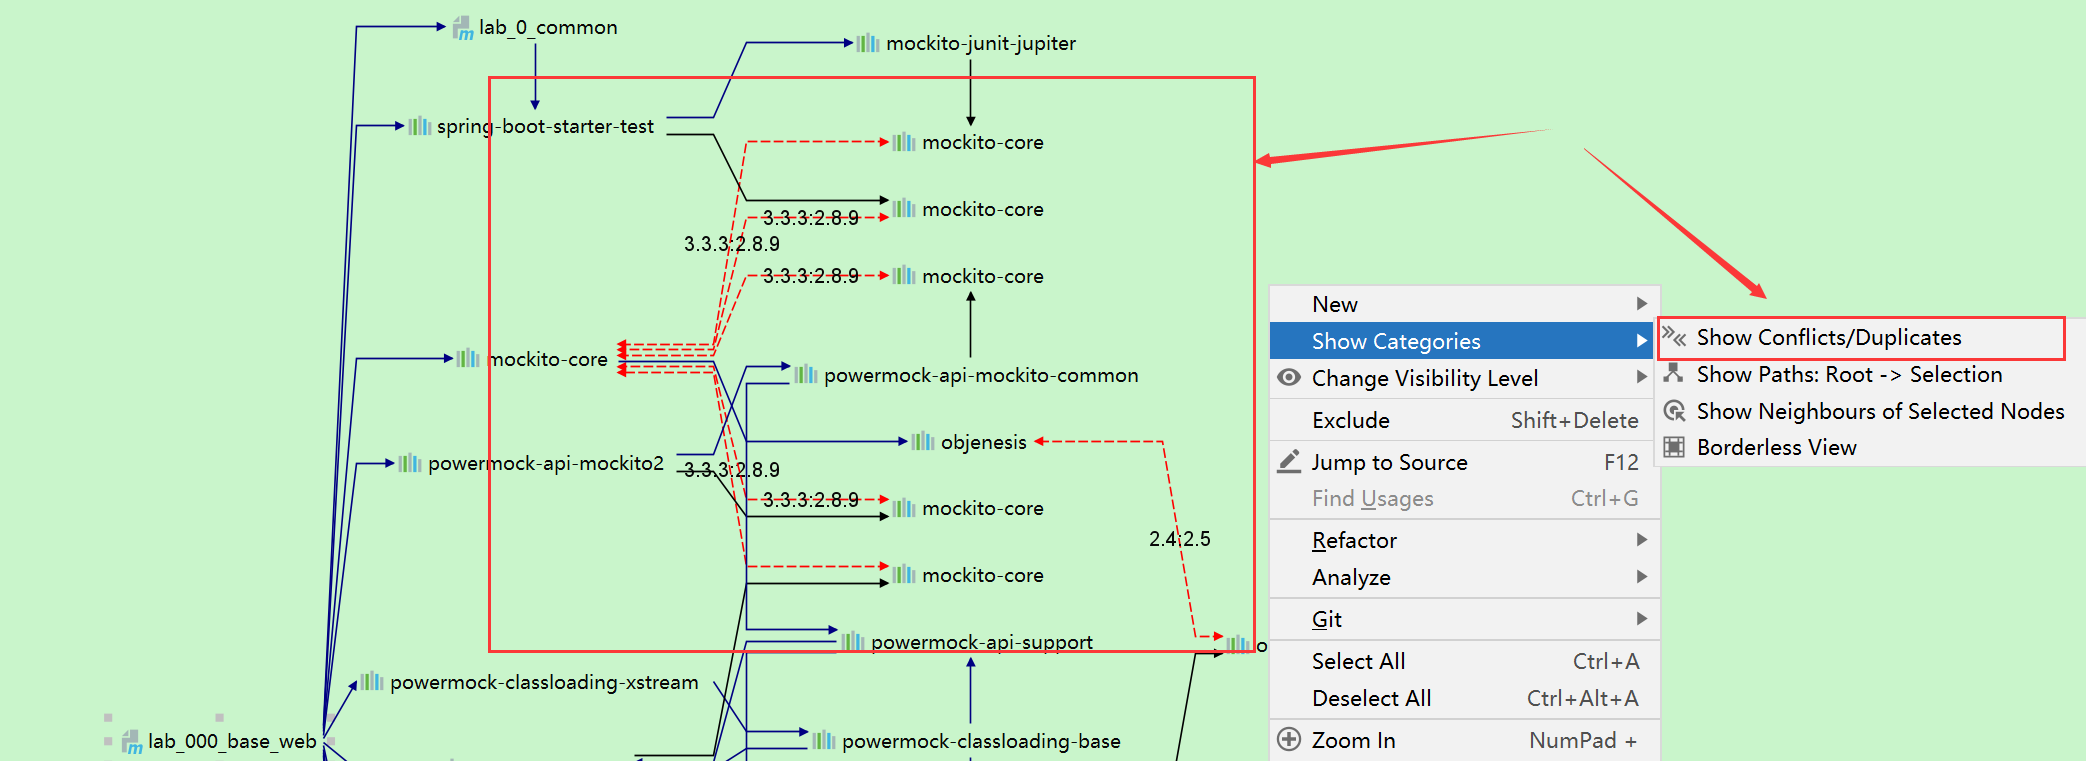 lab_0_common
mockito-junit-jupiter
spring-boot-starter-test
mockito-core
mockito-core
3.3.3:2.8.9
3.3.3:2.8.9
3.3.3:2.8.9
mockito-core
mockito-core
powermock-api-mockito-common
objenesis
powermock-api-mockito2
3.3.3:2.8.9
3.3.3:2.8.9
mockito-core
2.4:2.5
mockito-core
powermock-api-support
o
powermock-classloading-xstream
lab_000_base_web
powermock-classloading-base
New
Show Categories
Change Visibility Level
Exclude Shift+Delete
Jump to Source F12
Find Usages Ctrl+G
Refactor
Analyze
Git
Select All Ctrl+A
Deselect All Ctrl+Alt+A
Zoom In NumPad +
Show Conflicts/Duplicates
Show Paths: Root -> Selection
Show Neighbours of Selected Nodes
Borderless View